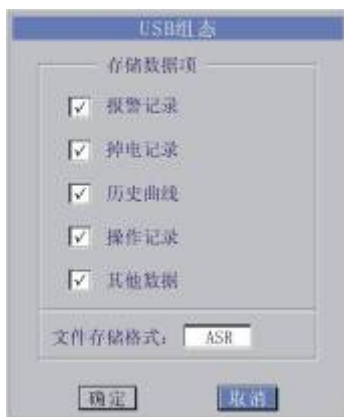 USB组态
存储数据项
报警记录
掉电记录
历史曲线
操作记录
其他数据
文件存储格式: ASR
确定 取消